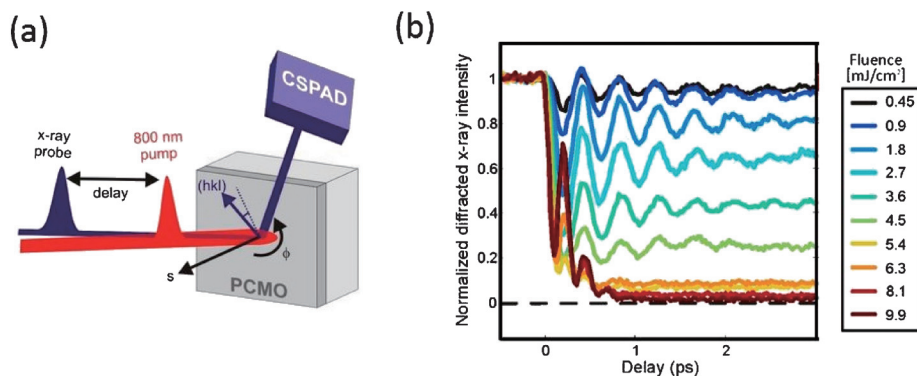 (a)
CSPAD
x-ray
probe
800 nm
pump
delay
(hkl)
ϕ
s
PCMO
(b)
Normalized diffracted x-ray intensity
1
0.8
0.6
0.4
0.2
0
0
1
2
Delay (ps)
Fluence
[mJ/cm²]
0.45
0.9
1.8
2.7
3.6
4.5
5.4
6.3
8.1
9.9